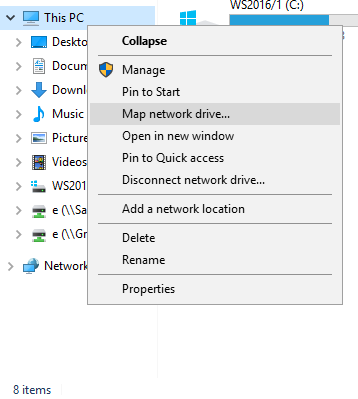 This PC
WS2016/1 (C:)
Deskto
Docum
Downl
Music
Picture
Videos
WS201
e (\\Sa
e (\\Gr
Network
Collapse
Manage
Pin to Start
Map network drive...
Open in new window
Pin to Quick access
Disconnect network drive...
Add a network location
Delete
Rename
Properties
8 items